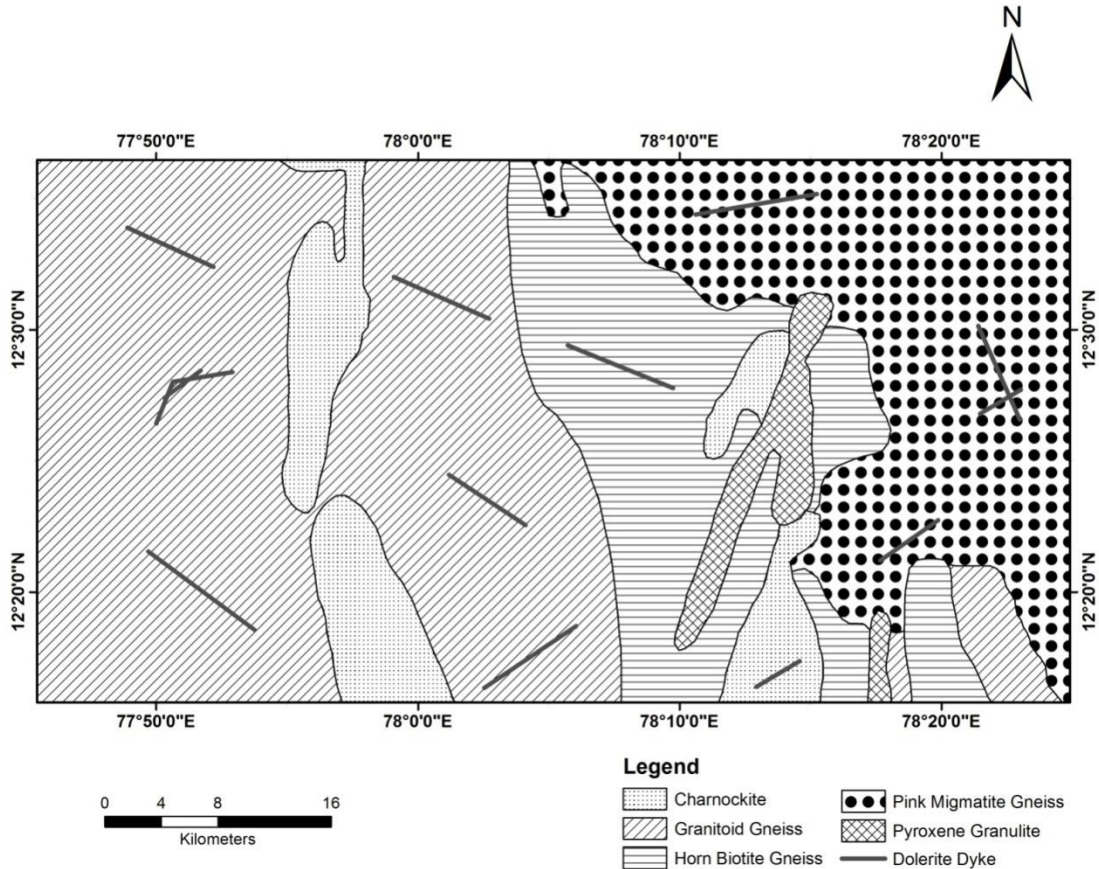 N
77°50'0"E 78°0'0"E 78°10'0"E 78°20'0"E
12°30'0"N 12°30'0"N
12°20'0"N 12°20'0"N
77°50'0"E 78°0'0"E 78°10'0"E 78°20'0"E
0 4 8 16
Kilometers
Legend
Charnockite
Granitoid Gneiss
Horn Biotite Gneiss
Pink Migmatite Gneiss
Pyroxene Granulite
Dolerite Dyke